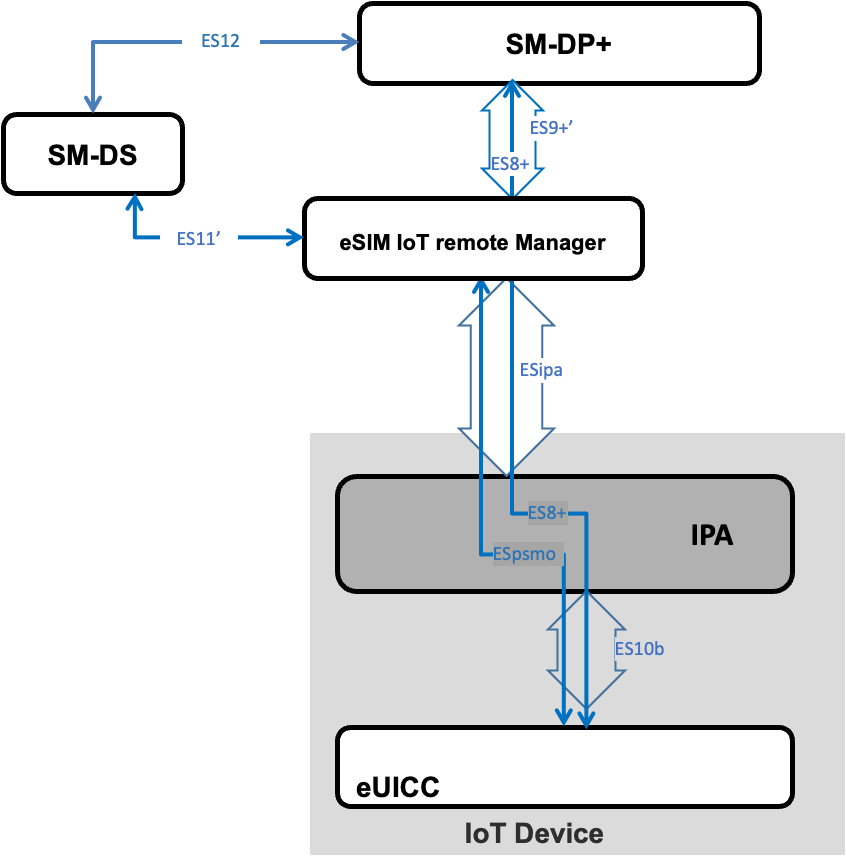 ES12
SM-DP+
SM-DS
ES9+’
ES8+
ES11’
eSIM IoT remote Manager
ESipa
ES8+
IPA
ESpsmo
ES10b
eUICC
IoT Device